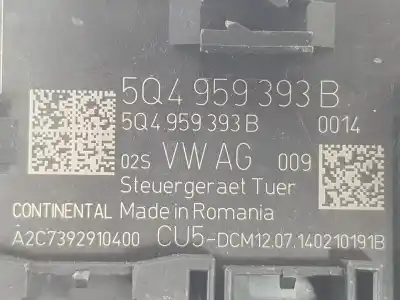 5Q4 959 393 B
5Q4 959 393 B 0014
02S VW AG 009
Steuergeraet Tuer
CONTINENTAL Made in Romania
A2C7392910400 CU5-DCM12.07.140210191B